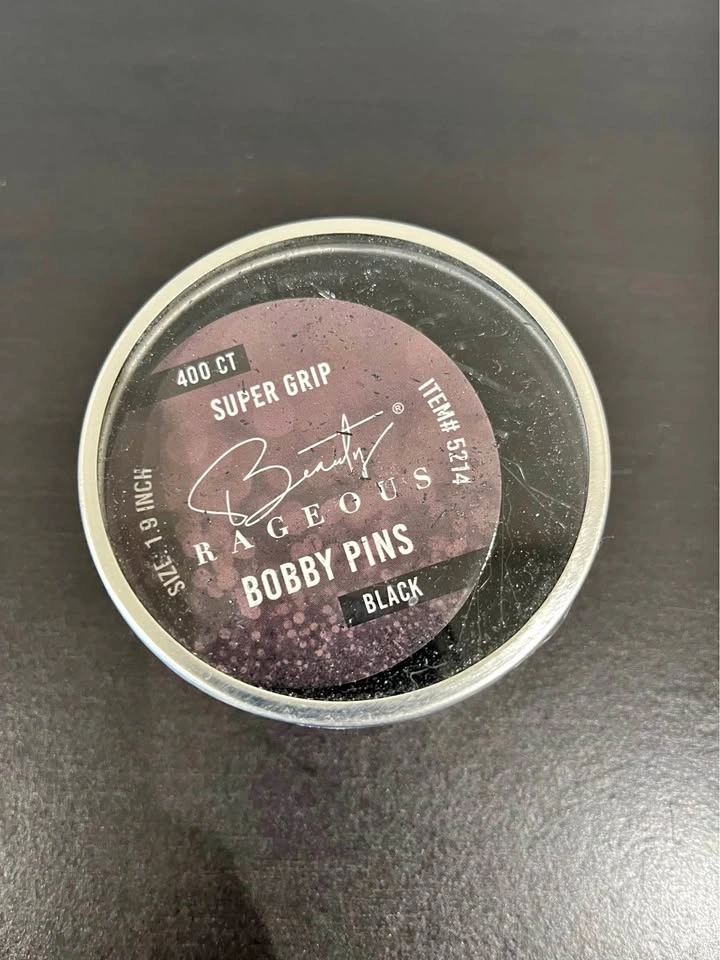 400 CT
SUPER GRIP
Beauty®
RAGEOUS
BOBBY PiNS
BLACK
SIZE: 1.9 INCH
ITEM# 5214